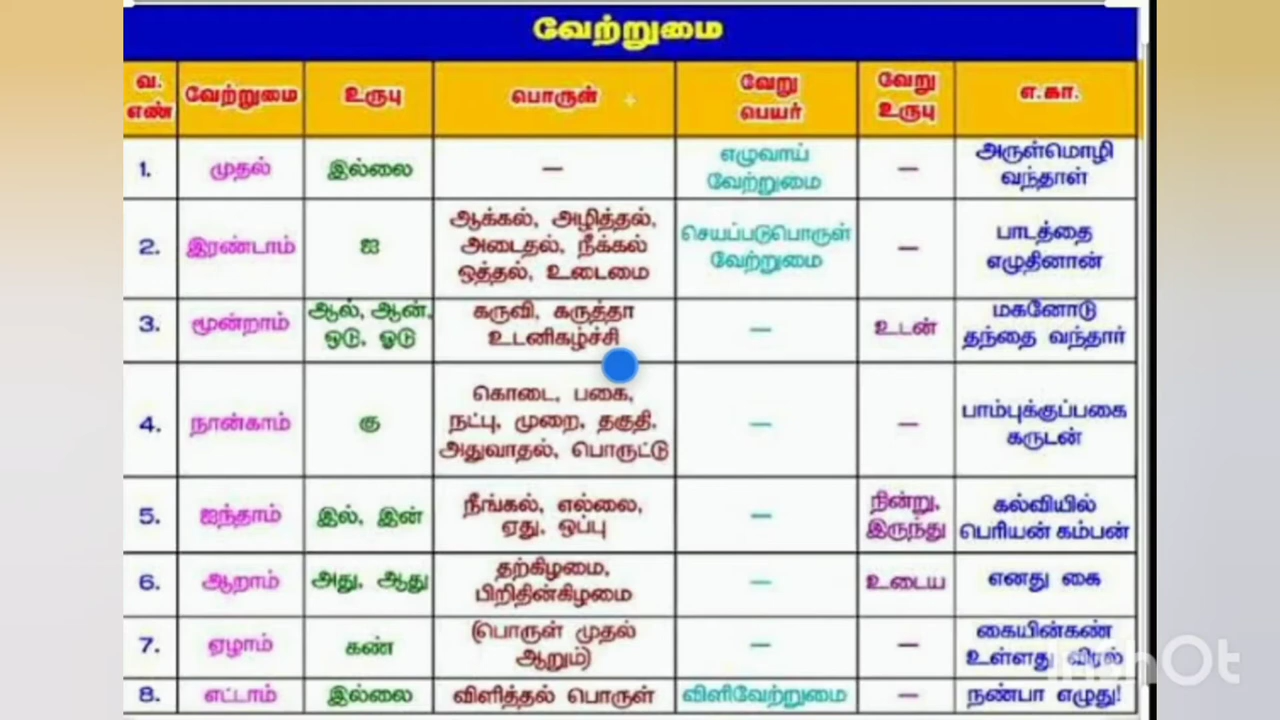 வேற்றுமை
வ. எண் வேற்றுமை உருபு பொருள் வேறு பெயர் வேறு உருபு எ.கா.
1. முதல் இல்லை – எழுவாய் வேற்றுமை – அருள்மொழி வந்தாள்
2. இரண்டாம் ஐ ஆக்கல், அழித்தல், அடைதல், நீக்கல் ஒத்தல், உடைமை செயப்படுபொருள் வேற்றுமை – பாடத்தை எழுதினான்
3. மூன்றாம் ஆல், ஆன், ஒடு, ஓடு கருவி, கருத்தா உடனிகழ்ச்சி – உடன் மகனோடு தந்தை வந்தார்
4. நான்காம் கு கொடை, பகை, நட்பு, முறை, தகுதி, அதுவாதல், பொருட்டு – – பாம்புக்குப்பகை கருடன்
5. ஐந்தாம் இல், இன் நீங்கல், எல்லை, ஏது, ஒப்பு – நின்று, இருந்து கல்வியில் பெரியன் கம்பன்
6. ஆறாம் அது, ஆது தற்கிழமை, பிறிதின்கிழமை – உடைய எனது கை
7. ஏழாம் கண் (பொருள் முதல் ஆறும்) – – கையின்கண் உள்ளது விரல்
8. எட்டாம் இல்லை விளித்தல் பொருள் விளிவேற்றுமை – நண்பா எழுது!
InShOt